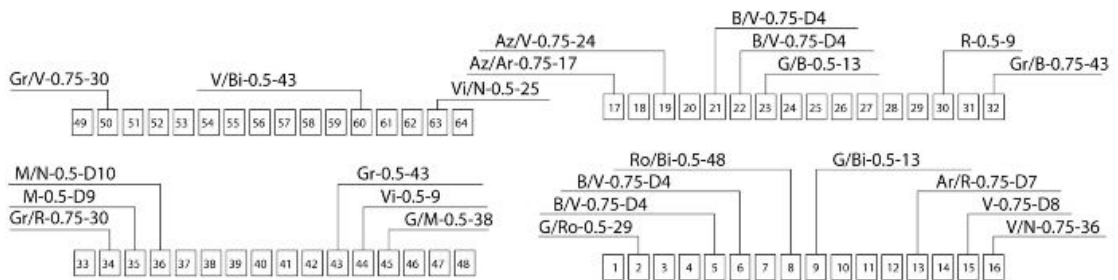 B/V-0.75-D4
Az/V-0.75-24
B/V-0.75-D4
R-0.5-9
Gr/V-0.75-30
V/Bi-0.5-43
Az/Ar-0.75-17
G/B-0.5-13
Gr/B-0.75-43
Vi/N-0.5-25
49 50 51 52 53 54 55 56 57 58 59 60 61 62 63 64
17 18 19 20 21 22 23 24 25 26 27 28 29 30 31 32
M/N-0.5-D10
Gr-0.5-43
Ro/Bi-0.5-48
G/Bi-0.5-13
M-0.5-D9
Vi-0.5-9
B/V-0.75-D4
Ar/R-0.75-D7
Gr/R-0.75-30
G/M-0.5-38
B/V-0.75-D4
V-0.75-D8
G/Ro-0.5-29
V/N-0.75-36
33 34 35 36 37 38 39 40 41 42 43 44 45 46 47 48
1 2 3 4 5 6 7 8 9 10 11 12 13 14 15 16